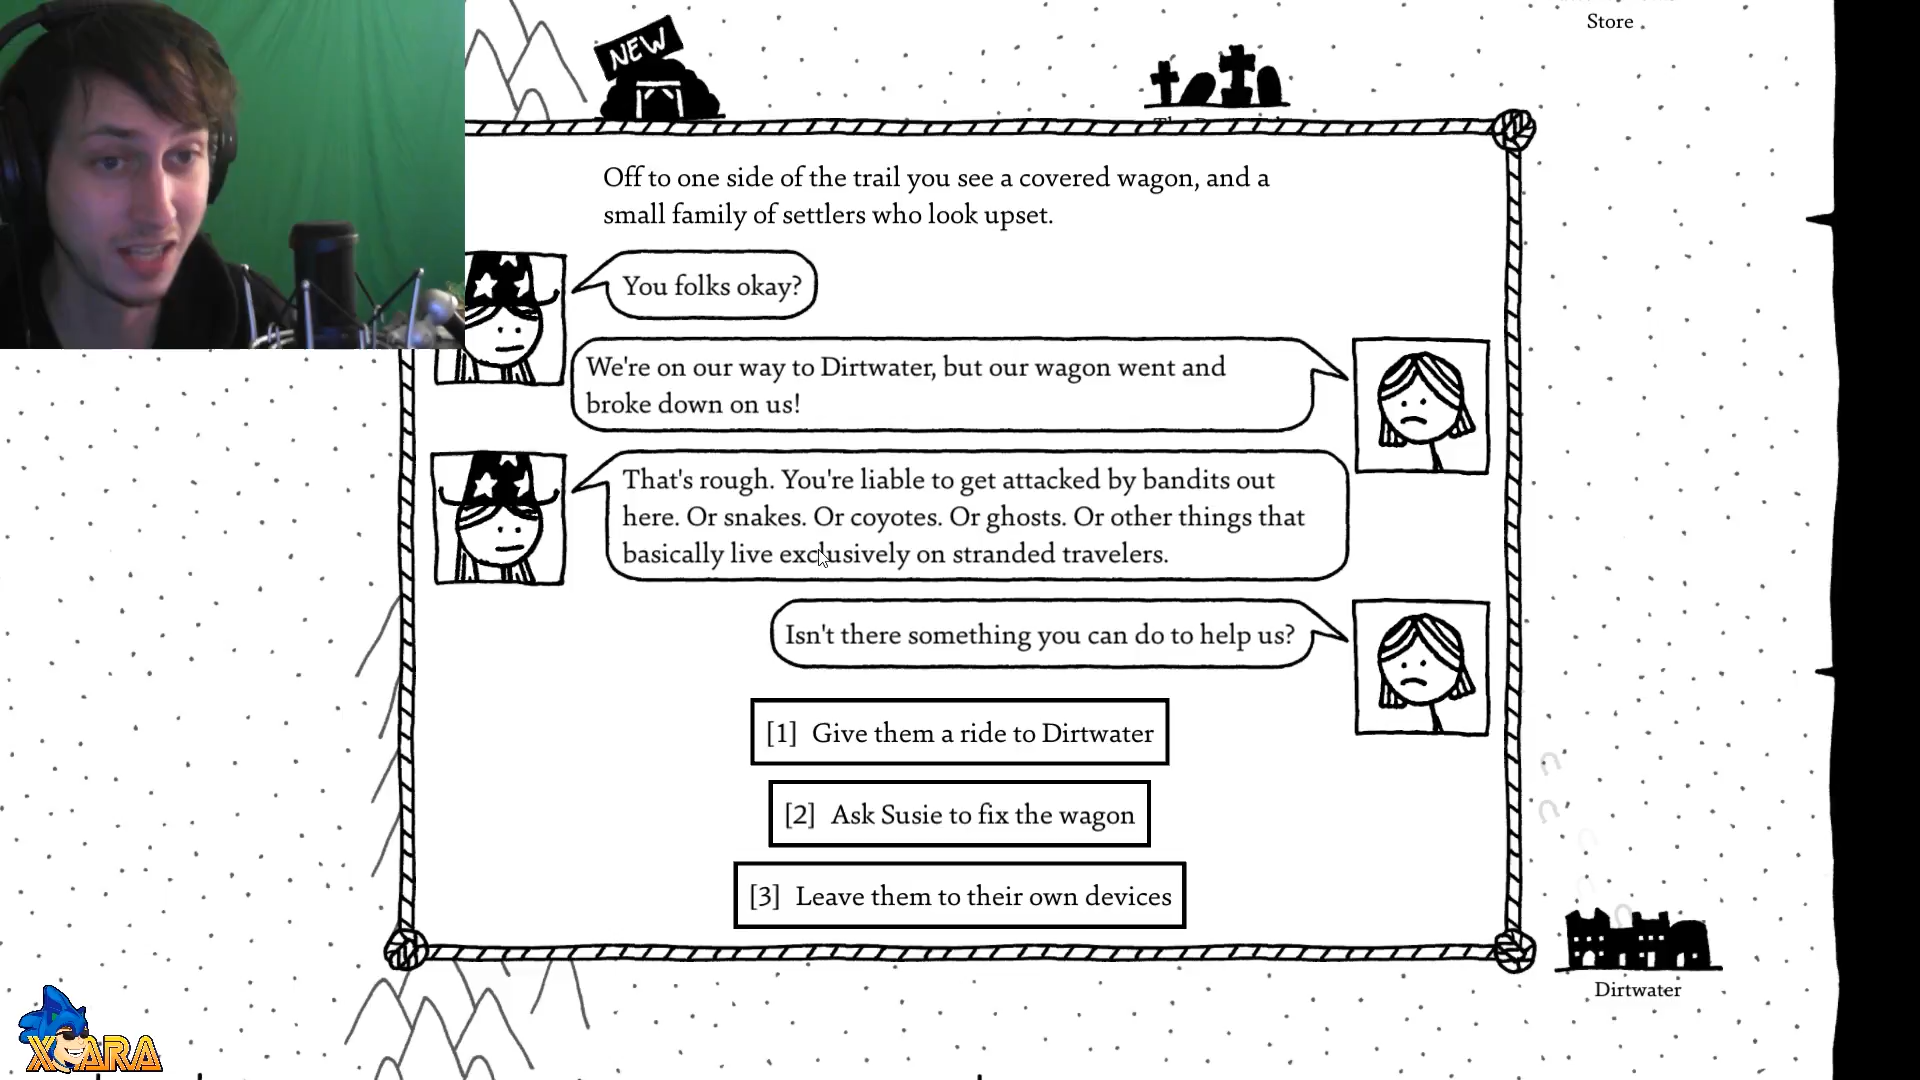 Store
NEW
Off to one side of the trail you see a covered wagon, and a
small family of settlers who look upset.
You folks okay?
We're on our way to Dirtwater, but our wagon went and
broke down on us!
That's rough. You're liable to get attacked by bandits out
here. Or snakes. Or coyotes. Or ghosts. Or other things that
basically live exclusively on stranded travelers.
Isn't there something you can do to help us?
[1] Give them a ride to Dirtwater
[2] Ask Susie to fix the wagon
[3] Leave them to their own devices
Dirtwater
XCARA